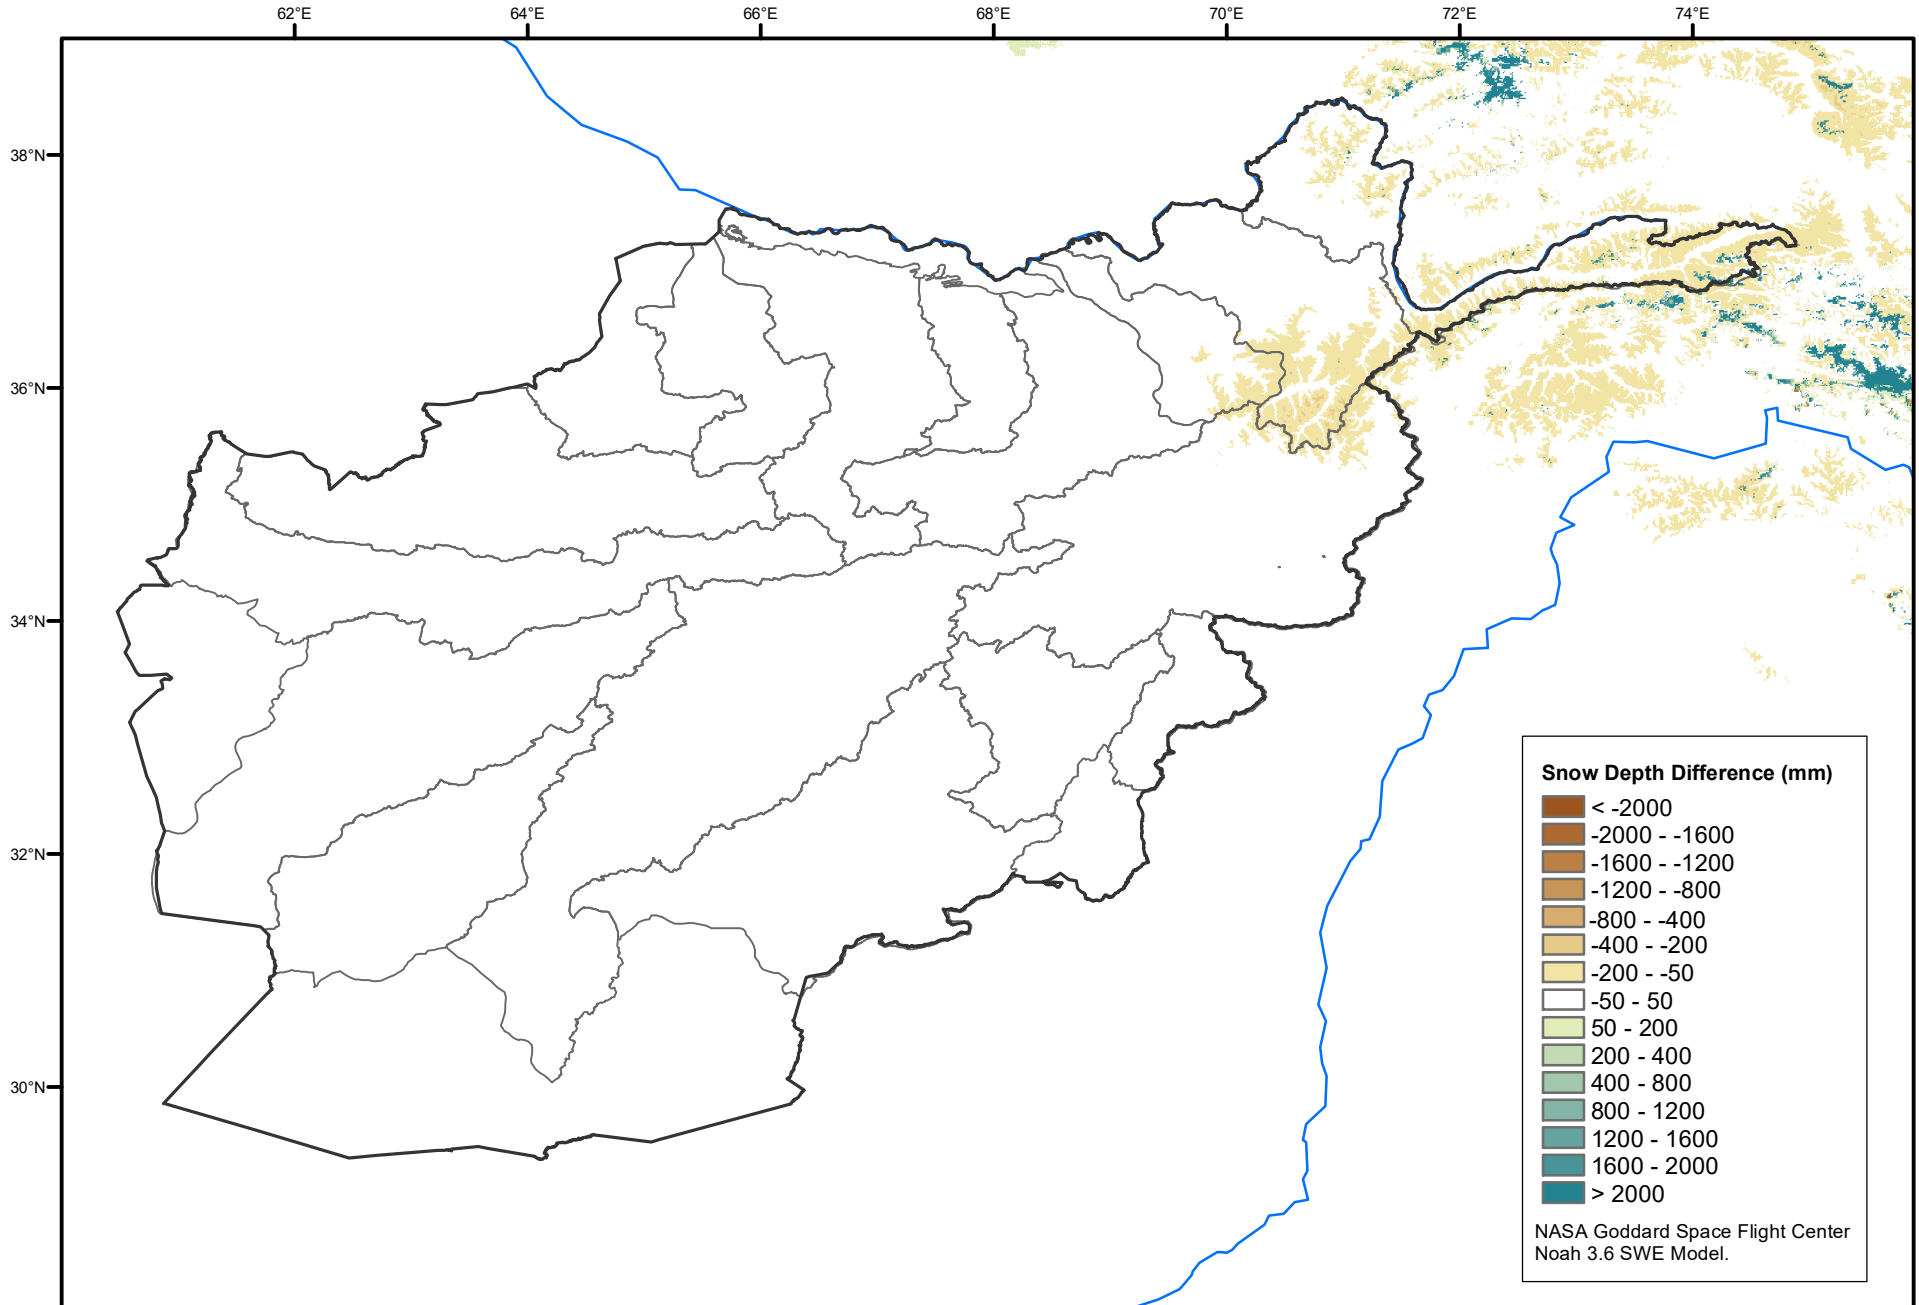 62°E 64°E 66°E 68°E 70°E 72°E 74°E
38°N
36°N
34°N
32°N
30°N
Snow Depth Difference (mm)
< -2000
-2000 - -1600
-1600 - -1200
-1200 - -800
-800 - -400
-400 - -200
-200 - -50
-50 - 50
50 - 200
200 - 400
400 - 800
800 - 1200
1200 - 1600
1600 - 2000
> 2000
NASA Goddard Space Flight Center
Noah 3.6 SWE Model.